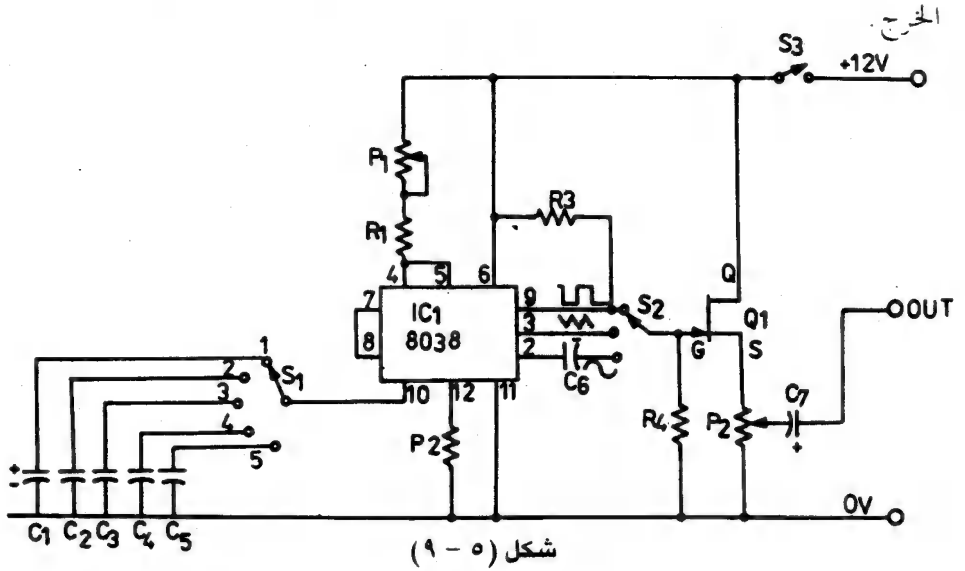 الخرج.
S3
+12V
P1
R3
R1
Q
4 5 6
7 IC1 9 S2 Q1 OUT
8038 3
8 2 G S
1
S1
2
3
4
5
10 12 11 C6 C7
P2 R4 P2
+
+
-
0V
C1 C2 C3 C4 C5
شكل (٥ - ٩)